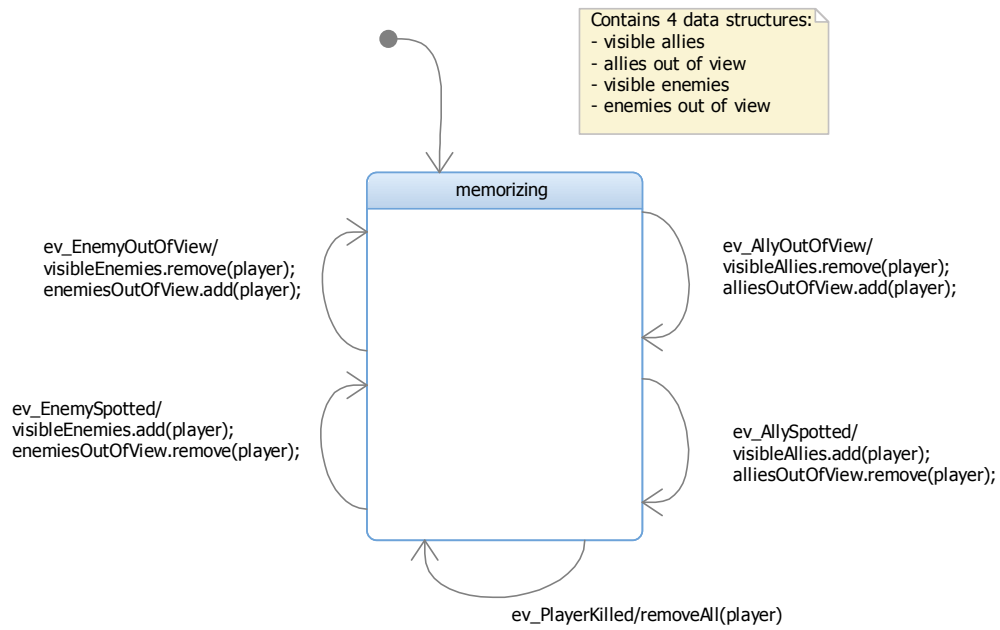 Contains 4 data structures:
- visible allies
- allies out of view
- visible enemies
- enemies out of view
memorizing
ev_EnemyOutOfView/
visibleEnemies.remove(player);
enemiesOutOfView.add(player);
ev_AllyOutOfView/
visibleAllies.remove(player);
alliesOutOfView.add(player);
ev_EnemySpotted/
visibleEnemies.add(player);
enemiesOutOfView.remove(player);
ev_AllySpotted/
visibleAllies.add(player);
alliesOutOfView.remove(player);
ev_PlayerKilled/removeAll(player)